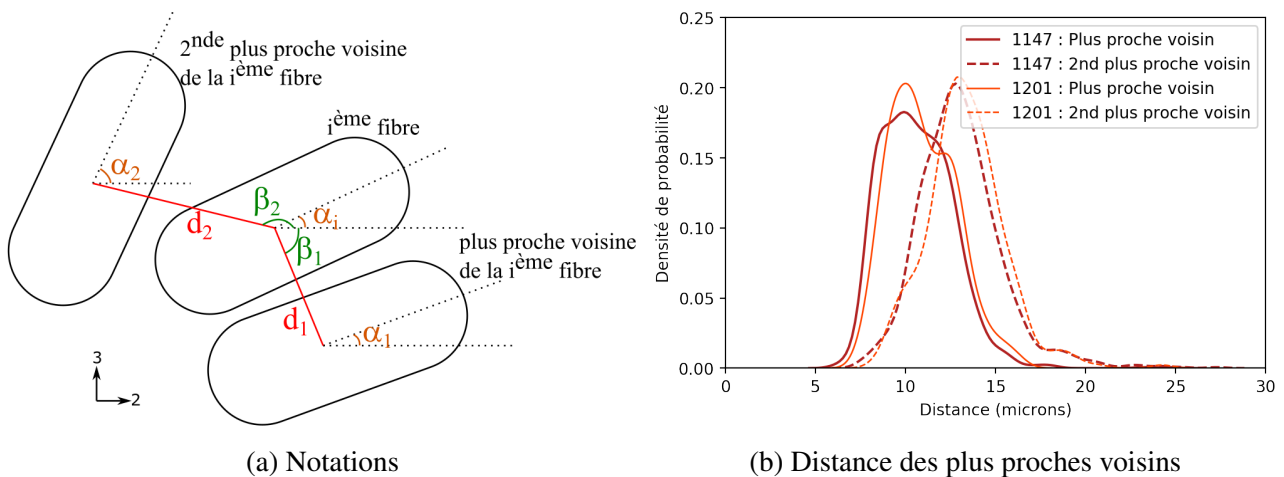 2nde plus proche voisine
de la ième fibre
ième fibre
α2
β2
αi
d2
β1
plus proche voisine
de la ième fibre
d1
α1
3
2
(a) Notations
0.25
0.20
0.15
0.10
0.05
0.00
Densité de probabilité
1147 : Plus proche voisin
1147 : 2nd plus proche voisin
1201 : Plus proche voisin
1201 : 2nd plus proche voisin
0 5 10 15 20 25 30
Distance (microns)
(b) Distance des plus proches voisins